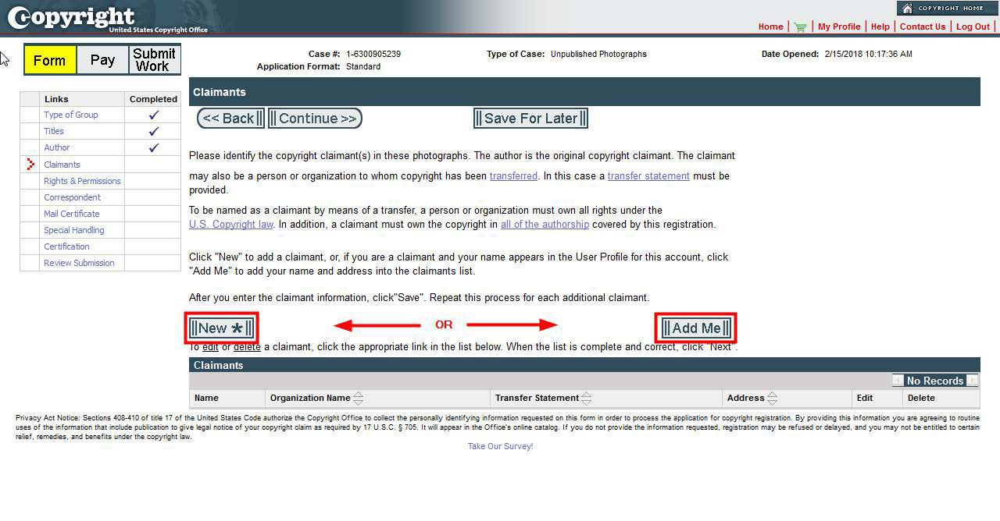 Copyright
United States Copyright Office
COPYRIGHT HOME
Home | | My Profile | Help | Contact Us | Log Out |
Form Pay Submit Work
Case #: 1-6300905239 Type of Case: Unpublished Photographs Date Opened: 2/15/2018 10:17:36 AM
Application Format: Standard
Links Completed
Type of Group ✓
Titles ✓
Author ✓
Claimants
Rights & Permissions
Correspondent
Mail Certificate
Special Handling
Certification
Review Submission
Claimants
<< Back Continue >> Save For Later
Please identify the copyright claimant(s) in these photographs. The author is the original copyright claimant. The claimant
may also be a person or organization to whom copyright has been transferred. In this case a transfer statement must be
provided.
To be named as a claimant by means of a transfer, a person or organization must own all rights under the
U.S. Copyright law. In addition, a claimant must own the copyright in all of the authorship covered by this registration.
Click "New" to add a claimant, or, if you are a claimant and your name appears in the User Profile for this account, click
"Add Me" to add your name and address into the claimants list.
After you enter the claimant information, click"Save". Repeat this process for each additional claimant.
New * OR Add Me
To edit or delete a claimant, click the appropriate link in the list below. When the list is complete and correct, click "Next".
Claimants
No Records
Name Organization Name Transfer Statement Address Edit Delete
Privacy Act Notice: Sections 408-410 of title 17 of the United States Code authorize the Copyright Office to collect the personally identifying information requested on this form in order to process the application for copyright registration. By providing this information you are agreeing to routine
uses of the information that include publication to give legal notice of your copyright claim as required by 17 U.S.C. § 705. It will appear in the Office's online catalog. If you do not provide the information requested, registration may be refused or delayed, and you may not be entitled to certain
relief, remedies, and benefits under the copyright law.
Take Our Survey!